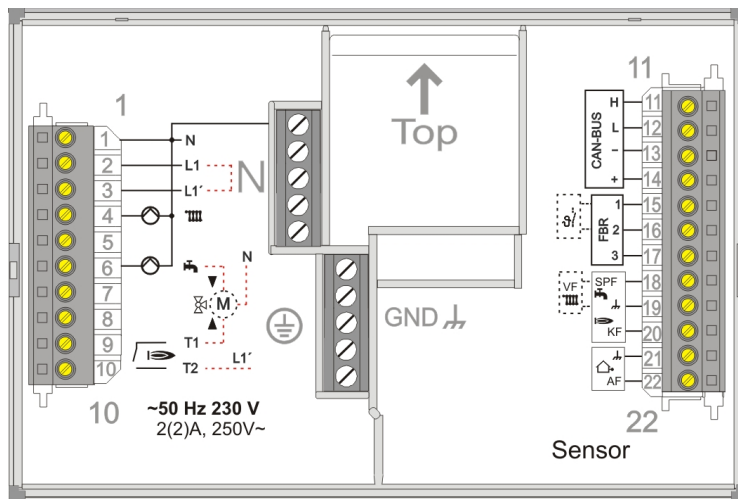 1
1
2
3
4
5
6
7
8
9
10
10
N
L1
L1´
N
N
M
T1
T2
L1´
~50 Hz 230 V
2(2)A, 250V~
Top
GND
11
H 11
L 12
– 13
+ 14
CAN-BUS
1 15
2 16
3 17
FBR
ϑ
VF
SPF 18
19
KF 20
21
AF 22
22
Sensor